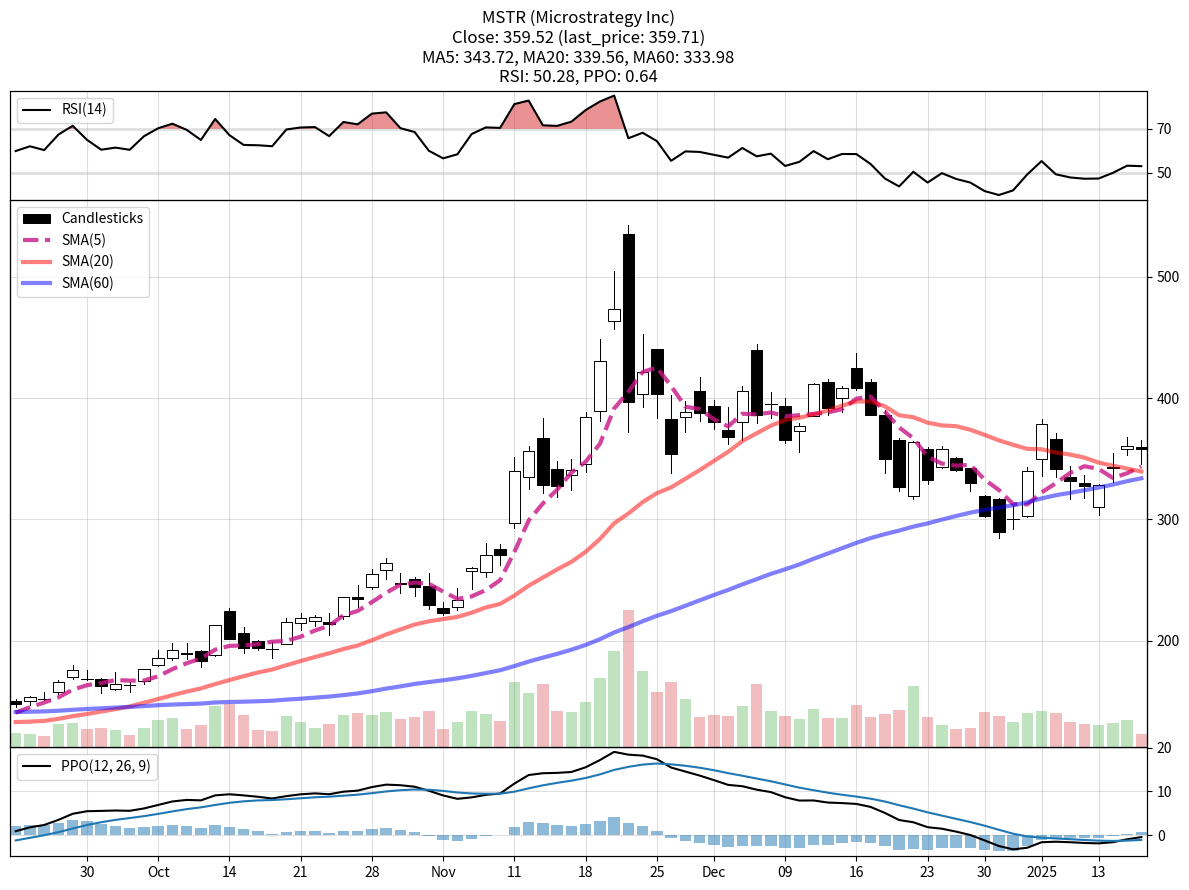 MSTR (Microstrategy Inc)
Close: 359.52 (last_price: 359.71)
MA5: 343.72, MA20: 339.56, MA60: 333.98
RSI: 50.28, PPO: 0.64
RSI(14)
70
50
Candlesticks
SMA(5)
SMA(20)
SMA(60)
500
400
300
200
PPO(12, 26, 9)
20
10
0
30 Oct 14 21 28 Nov 11 18 25 Dec 09 16 23 30 2025 13